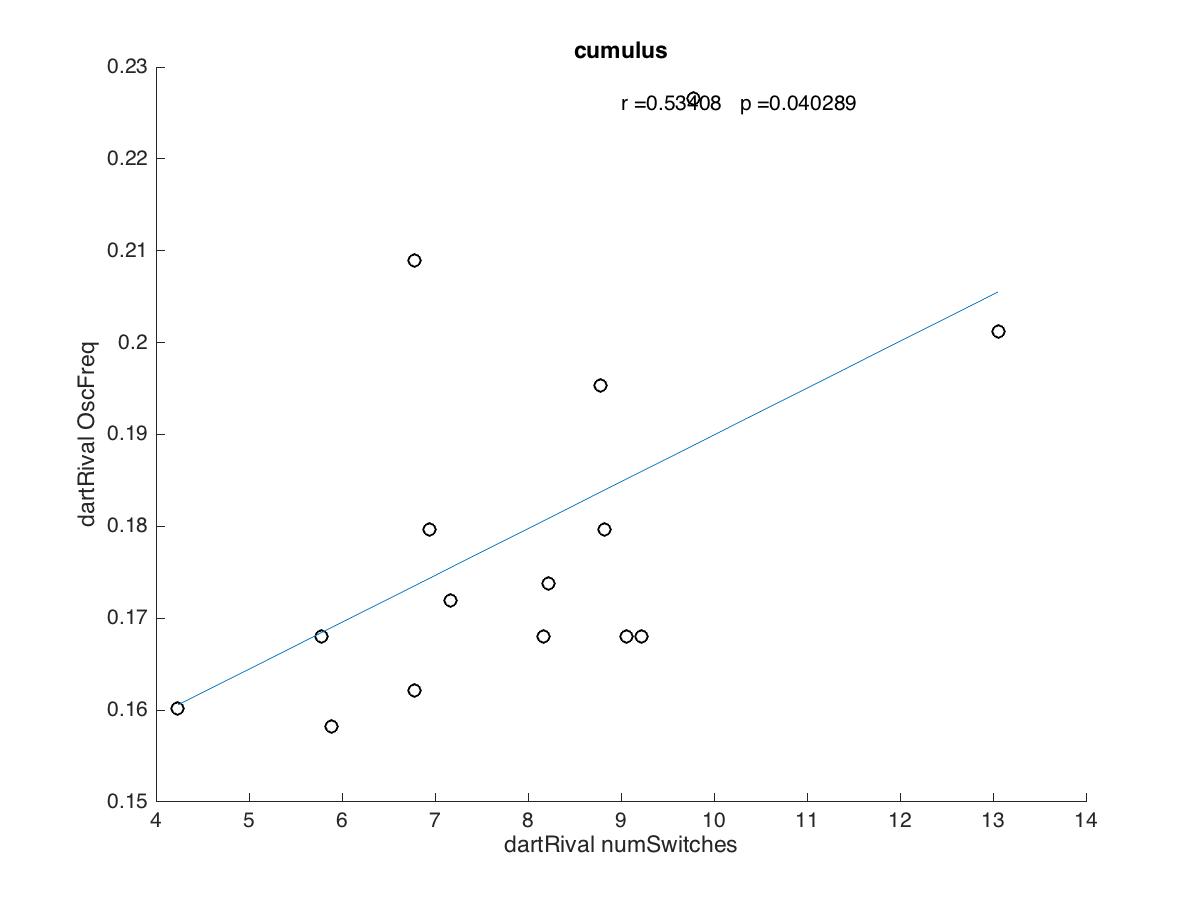 cumulus
r =0.53408 p =0.040289
0.23
0.22
0.21
0.2
0.19
0.18
0.17
0.16
0.15
dartRival OscFreq
4 5 6 7 8 9 10 11 12 13 14
dartRival numSwitches